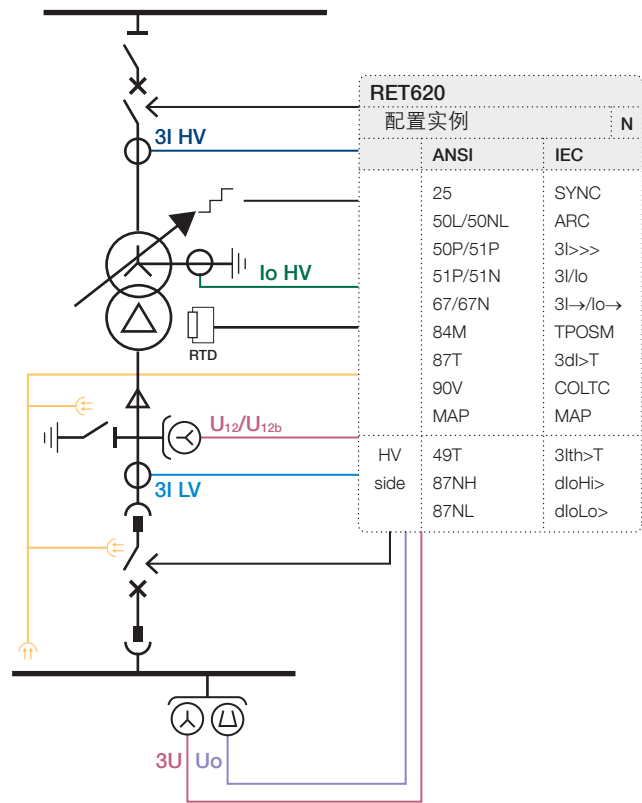 RET620
配置实例 N
ANSI IEC
3I HV
25 SYNC
50L/50NL ARC
50P/51P 3I>>>
Io HV
51P/51N 3I/Io
67/67N 3I→/Io→
84M TPOSM
RTD
87T 3dI>T
90V COLTC
MAP MAP
U12/U12b
HV 49T 3Ith>T
side 87NH dIoHi>
87NL dIoLo>
3I LV
3U Uo